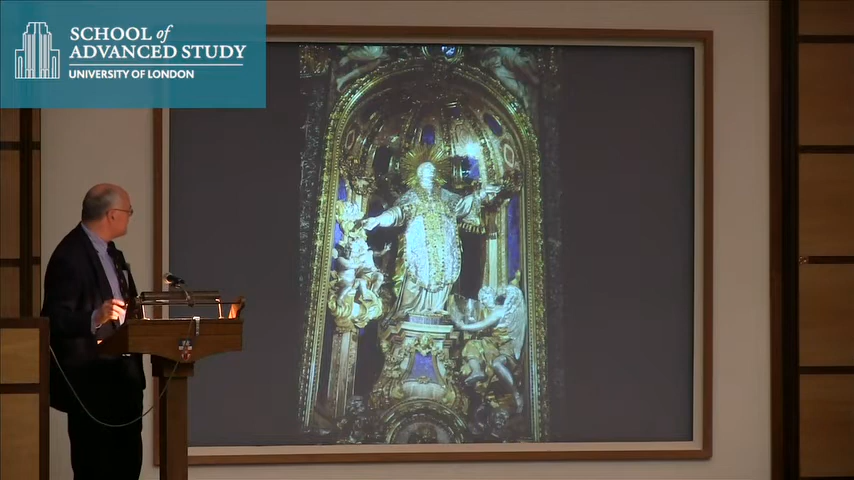 SCHOOL of
ADVANCED STUDY
UNIVERSITY OF LONDON